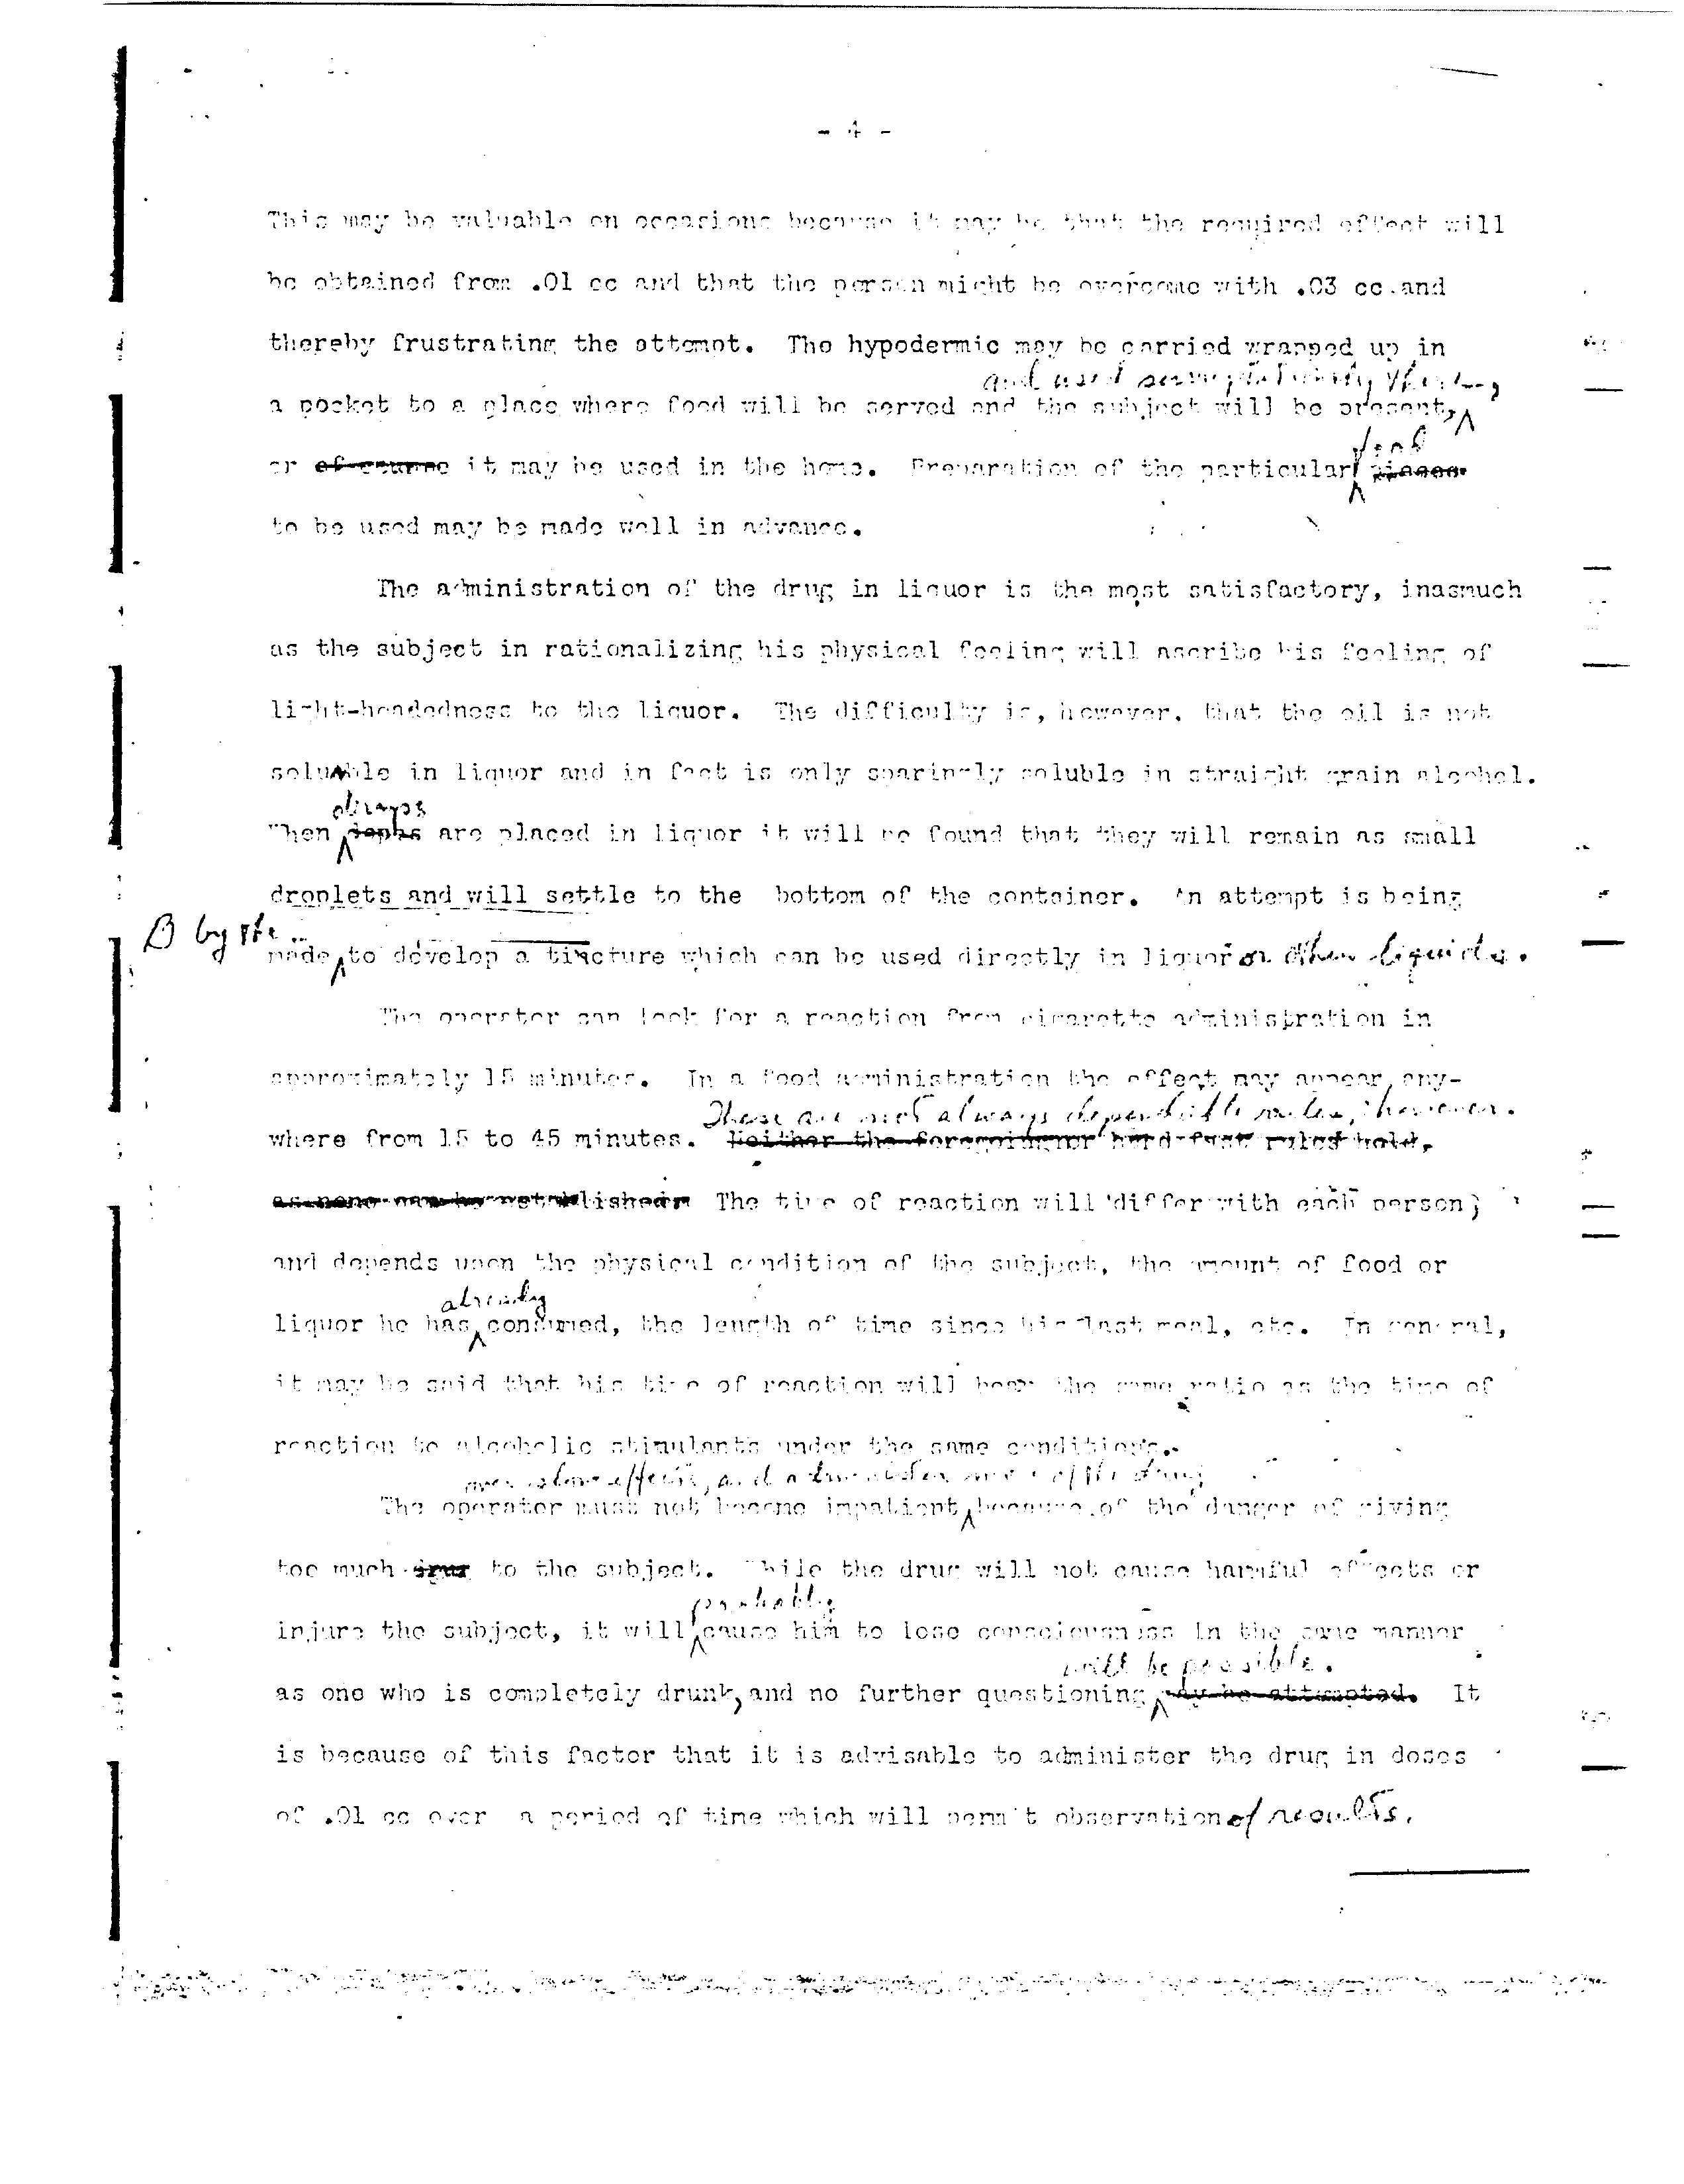 - 4 -
This may be valuable on occasions because it may be that the required effect will
be obtained from .01 cc and that the person might be overcome with .03 cc and
thereby frustrating the attempt. The hypodermic may be carried wrapped up in
and used
a pocket to a place where food will be served and the subject will be present,
food
or of course it may be used in the home. Preparation of the particular
to be used may be made well in advance.
The administration of the drug in liquor is the most satisfactory, inasmuch
as the subject in rationalizing his physical feeling will ascribe his feeling of
light-headedness to the liquor. The difficulty is, however, that the oil is not
soluble in liquor and in fact is only sparingly soluble in straight grain alcohol.
drops
When are placed in liquor it will be found that they will remain as small
droplets and will settle to the bottom of the container. An attempt is being
B by the
made to develop a tincture which can be used directly in liquor or other liquids.
The operator can look for a reaction from cigarette administration in
approximately 15 minutes. In a food administration the effect may appear any-
These are not always dependable rules, however.
where from 15 to 45 minutes. Neither the foregoing nor hard fast rules hold,
as none can be established. The time of reaction will differ with each person;
and depends upon the physical condition of the subject, the amount of food or
already
liquor he has consumed, the length of time since his last meal, etc. In general,
it may be said that his time of reaction will bear the same ratio as the time of
reaction to alcoholic stimulants under the same conditions.
over slow effects, and administer more of the drug
The operator must not become impatient because of the danger of giving
too much drug to the subject. While the drug will not cause harmful effects or
probably
injure the subject, it will cause him to lose consciousness in the same manner
will be possible.
as one who is completely drunk, and no further questioning may be attempted. It
is because of this factor that it is advisable to administer the drug in doses
of .01 cc over a period of time which will permit observation of results.